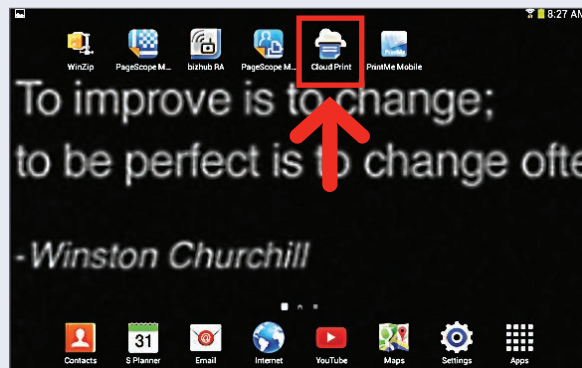 8:27 AM
WinZip PageScope M... bizhub RA PageScope M... Cloud Print PrintMe Mobile
PrintMe
To improve is to change;
to be perfect is to change ofte
-Winston Churchill
31
Contacts S Planner Email Internet YouTube Maps Settings Apps